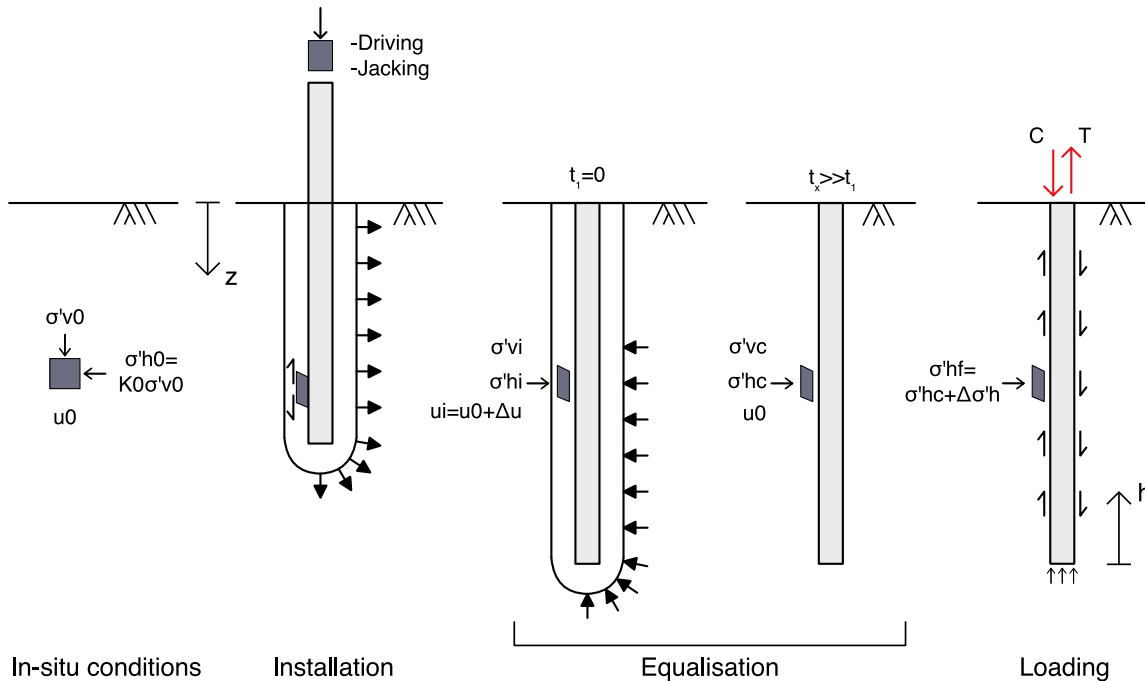 -Driving
-Jacking
C
T
t₁=0
tₓ>>t₁
z
σ'v0
σ'h0=
K0σ'v0
u0
σ'vi
σ'hi
ui=u0+Δu
σ'vc
σ'hc
u0
σ'hf=
σ'hc+Δσ'h
h
In-situ conditions
Installation
Equalisation
Loading